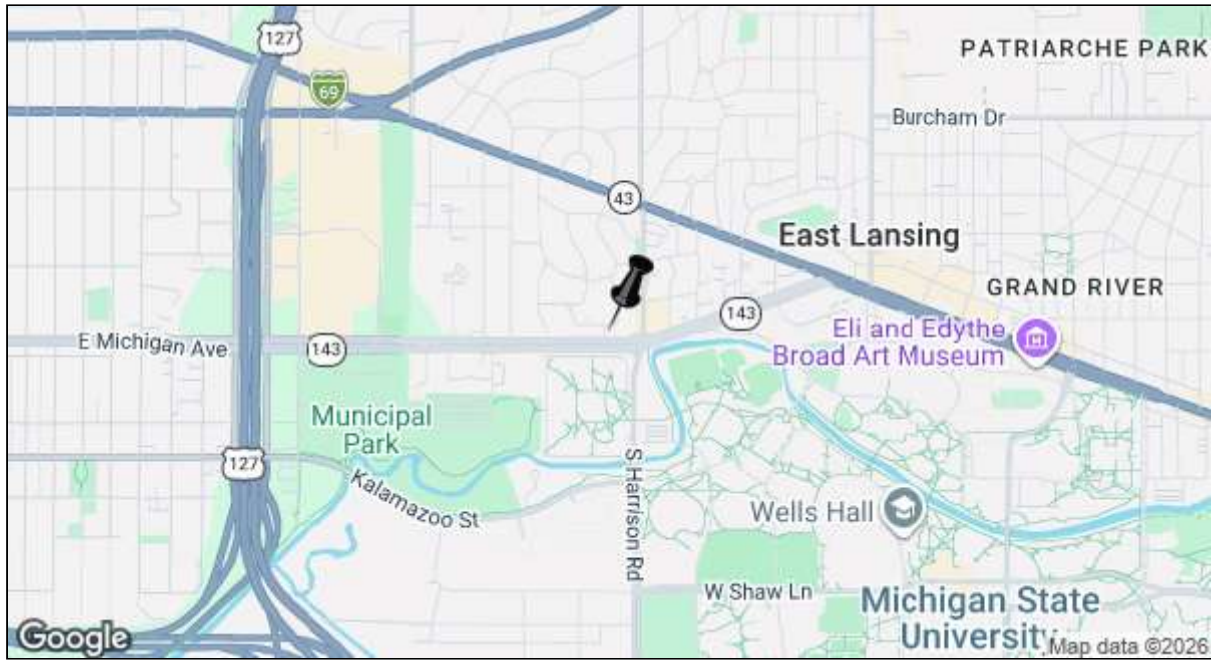 127
PATRIARCHE PARK
69
Burcham Dr
43
East Lansing
GRAND RIVER
143
E Michigan Ave
143
Eli and Edythe
Broad Art Museum
Municipal
Park
127
Kalamazoo St
S Harrison Rd
Wells Hall
W Shaw Ln
Michigan State
University
Google
Map data ©2026